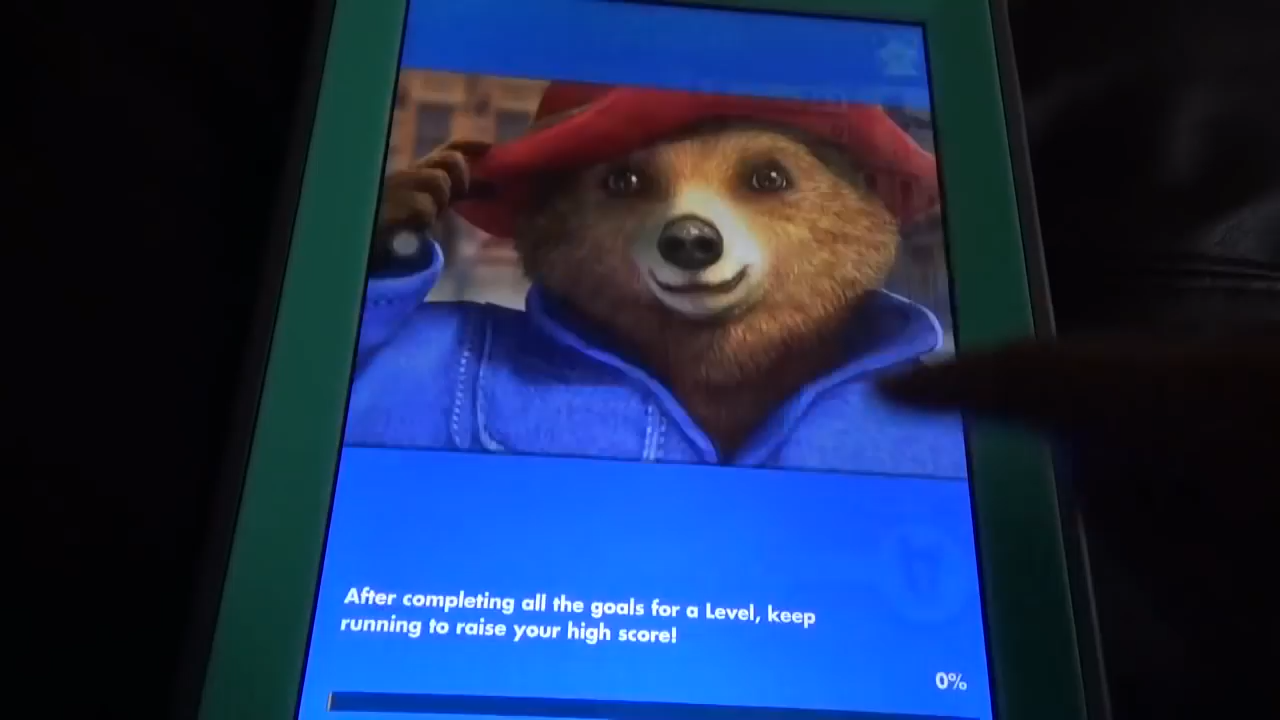 After completing all the goals for a Level, keep
running to raise your high score!
0%